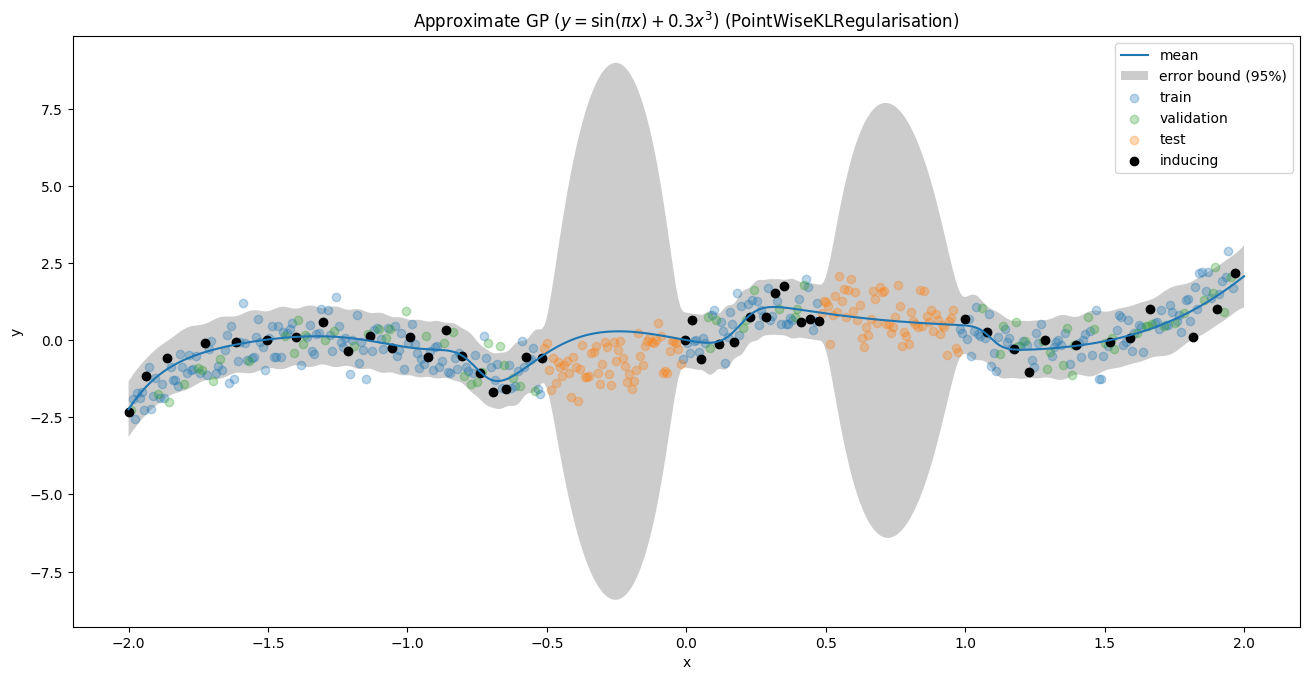 Approximate GP (y = sin(πx) + 0.3x³) (PointWiseKLRegularisation)
mean
error bound (95%)
train
validation
test
inducing
7.5
5.0
2.5
0.0
−2.5
−5.0
−7.5
y
−2.0 −1.5 −1.0 −0.5 0.0 0.5 1.0 1.5 2.0
x